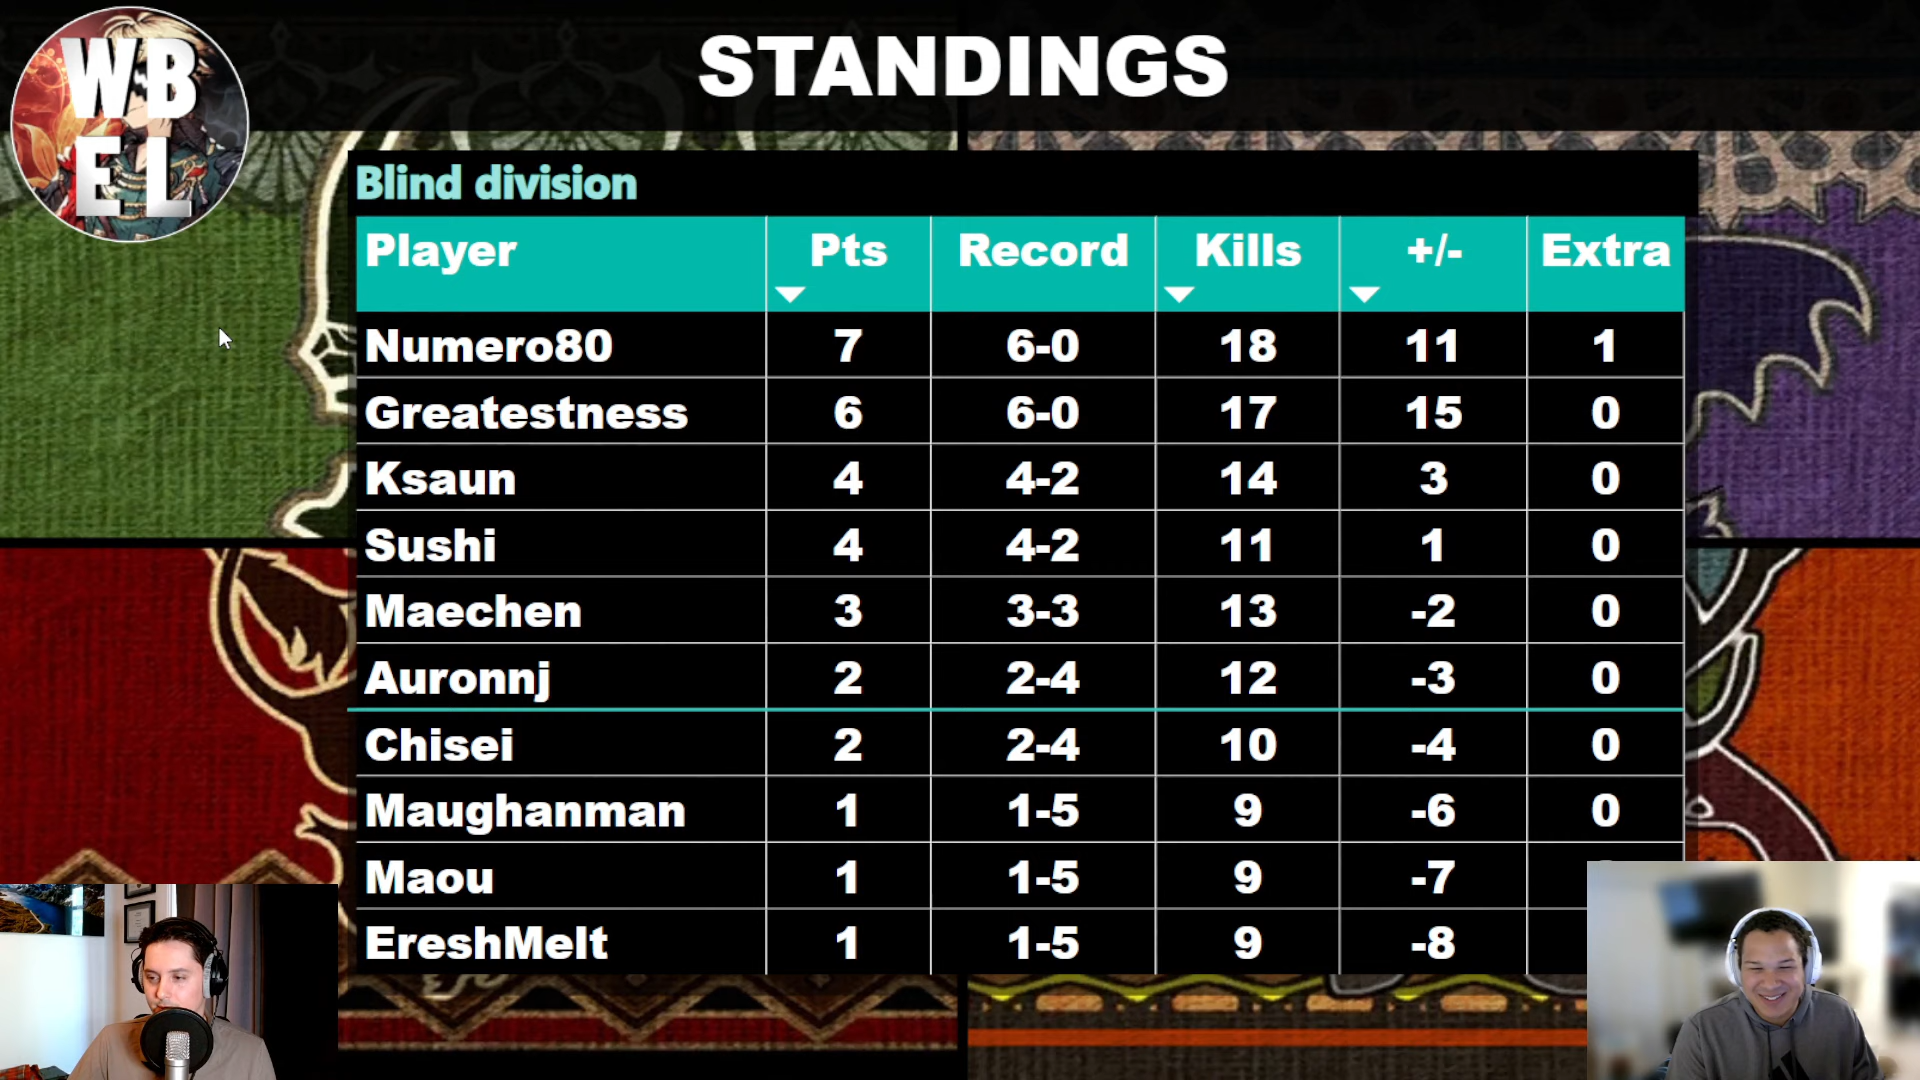 WB
EL
STANDINGS
Blind division
Player Pts Record Kills +/- Extra
Numero80 7 6-0 18 11 1
Greatestness 6 6-0 17 15 0
Ksaun 4 4-2 14 3 0
Sushi 4 4-2 11 1 0
Maechen 3 3-3 13 -2 0
Auronnj 2 2-4 12 -3 0
Chisei 2 2-4 10 -4 0
Maughanman 1 1-5 9 -6 0
Maou 1 1-5 9 -7
EreshMelt 1 1-5 9 -8